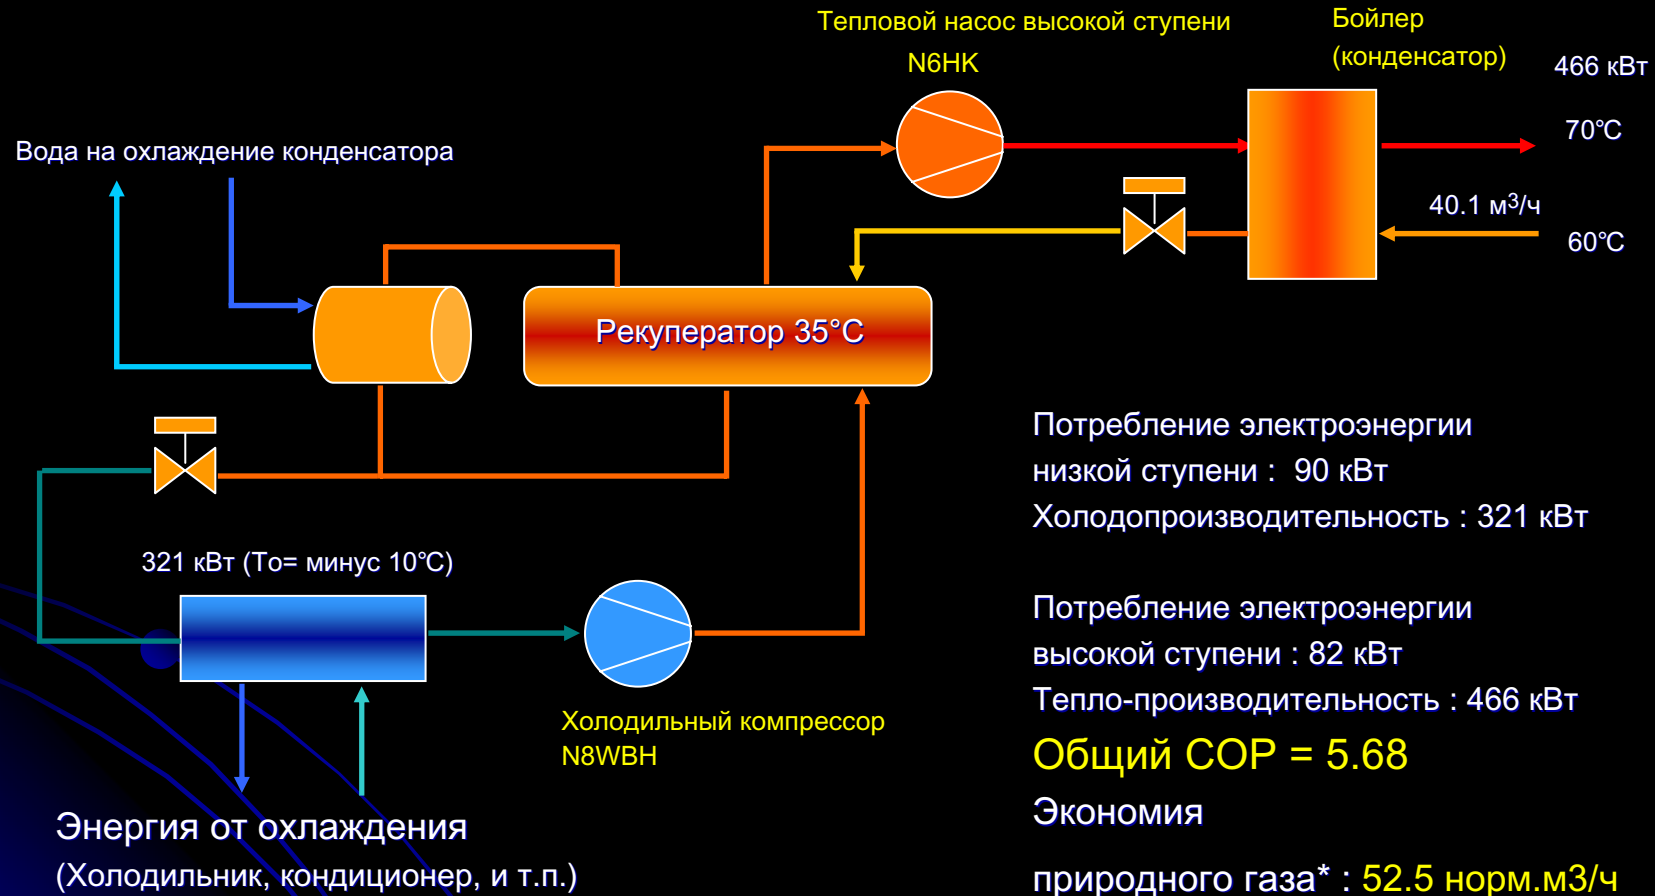 Тепловой насос высокой ступени
N6HK
Бойлер
(конденсатор)
466 кВт
70℃
Вода на охлаждение конденсатора
40.1 м3/ч
60℃
Рекуператор 35°C
Потребление электроэнергии
низкой ступени : 90 кВт
Холодопроизводительность : 321 кВт
321 кВт (To= минус 10℃)
Потребление электроэнергии
высокой ступени : 82 кВт
Тепло-производительность : 466 кВт
Холодильный компрессор
N8WBH
Общий COP = 5.68
Экономия
природного газа* : 52.5 норм.м3/ч
Энергия от охлаждения
(Холодильник, кондиционер, и т.п.)